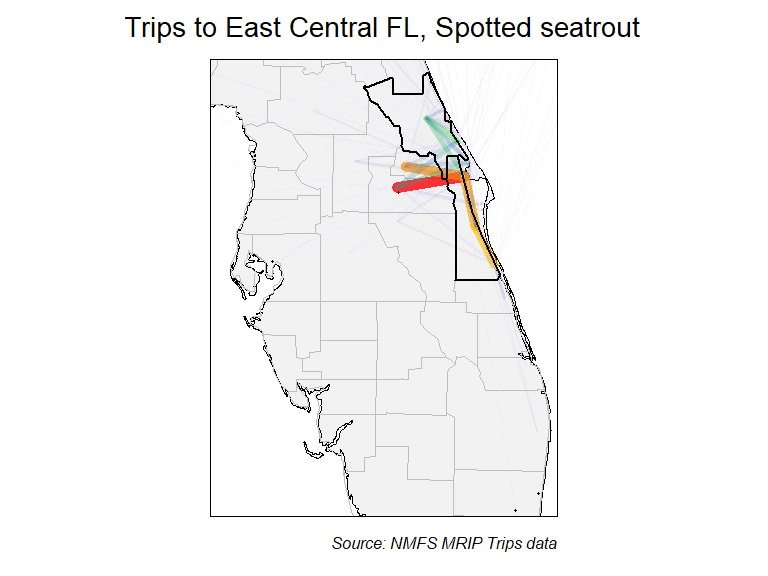 Trips to East Central FL, Spotted seatrout
Source: NMFS MRIP Trips data